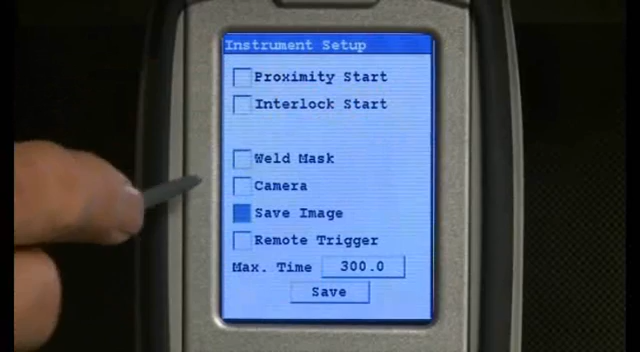 Instrument Setup
Proximity Start
Interlock Start
Weld Mask
Camera
Save Image
Remote Trigger
Max. Time 300.0
Save